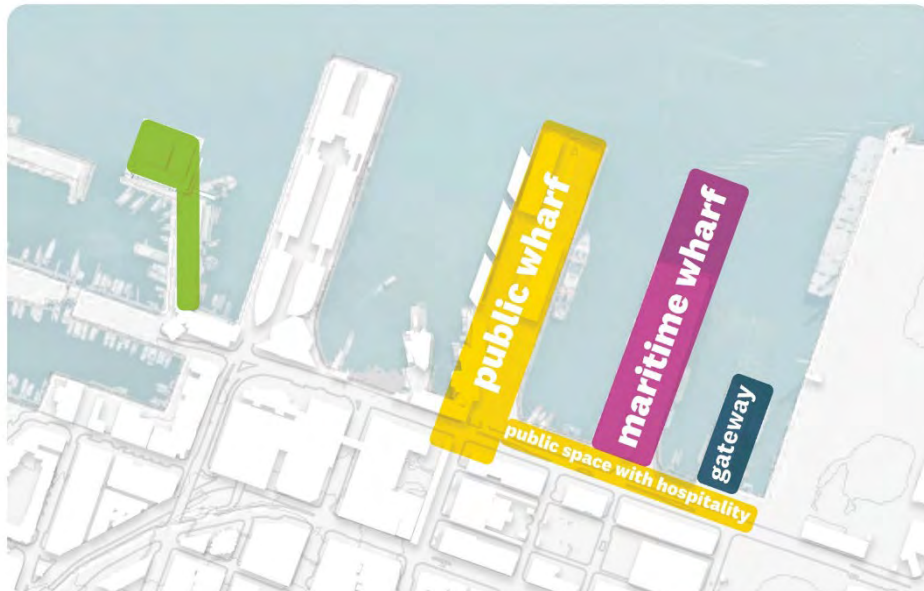 public wharf
maritime wharf
gateway
public space with hospitality